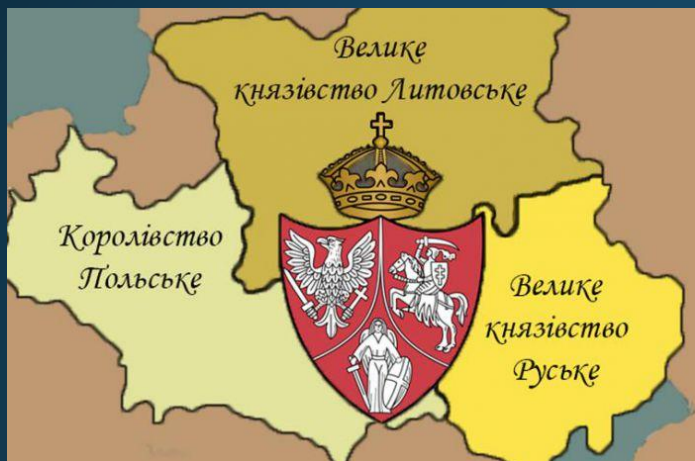 Велике
князівство Литовське
Королівство
Польське
Велике
князівство
Руське